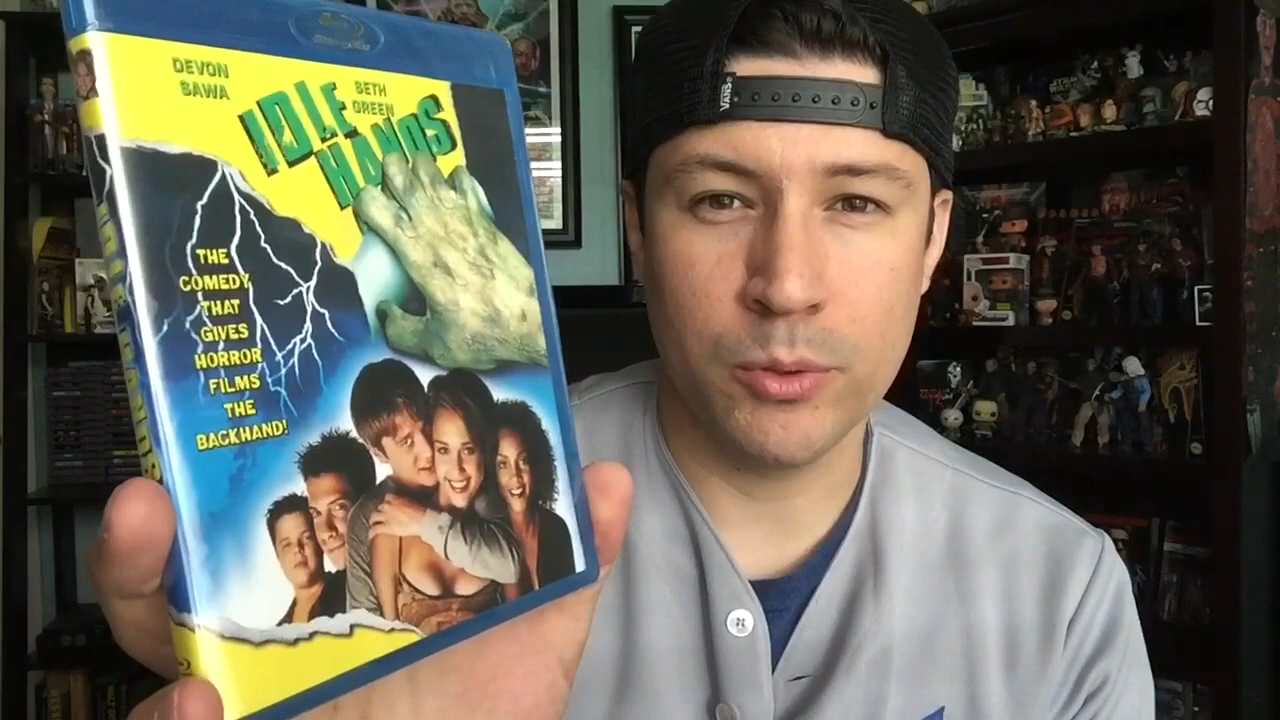 DEVON
SAWA
SETH
GREEN
IDLE
HANDS
THE
COMEDY
THAT
GIVES
HORROR
FILMS
THE
BACKHAND!
VANS